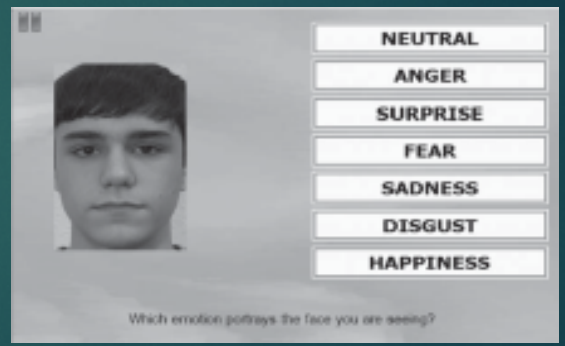 NEUTRAL
ANGER
SURPRISE
FEAR
SADNESS
DISGUST
HAPPINESS
Which emotion portrays the face you are seeing?